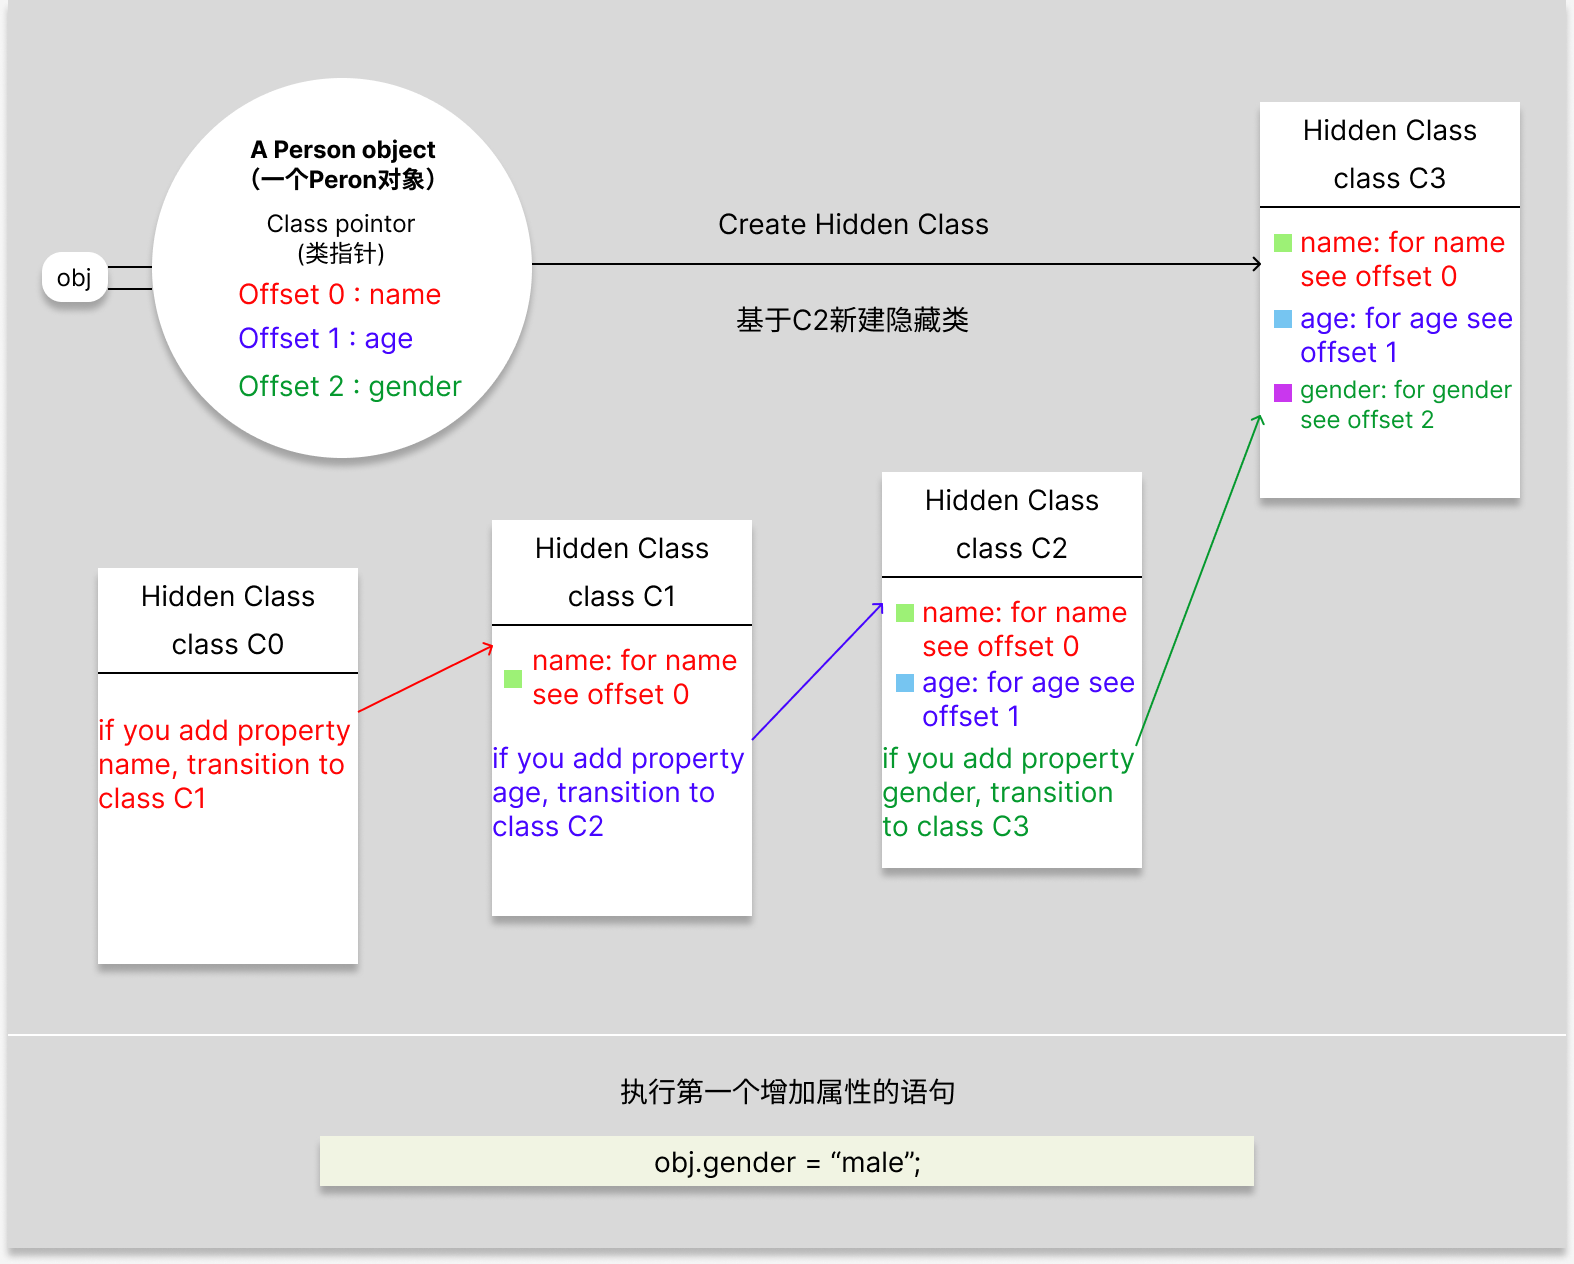 A Person object
（一个Peron对象）
Class pointor
(类指针)
Offset 0 : name
Offset 1 : age
Offset 2 : gender
obj
Create Hidden Class
基于C2新建隐藏类
Hidden Class
class C3
name: for name
see offset 0
age: for age see
offset 1
gender: for gender
see offset 2
Hidden Class
class C0
if you add property
name, transition to
class C1
Hidden Class
class C1
name: for name
see offset 0
if you add property
age, transition to
class C2
Hidden Class
class C2
name: for name
see offset 0
age: for age see
offset 1
if you add property
gender, transition
to class C3
执行第一个增加属性的语句
obj.gender = “male”;